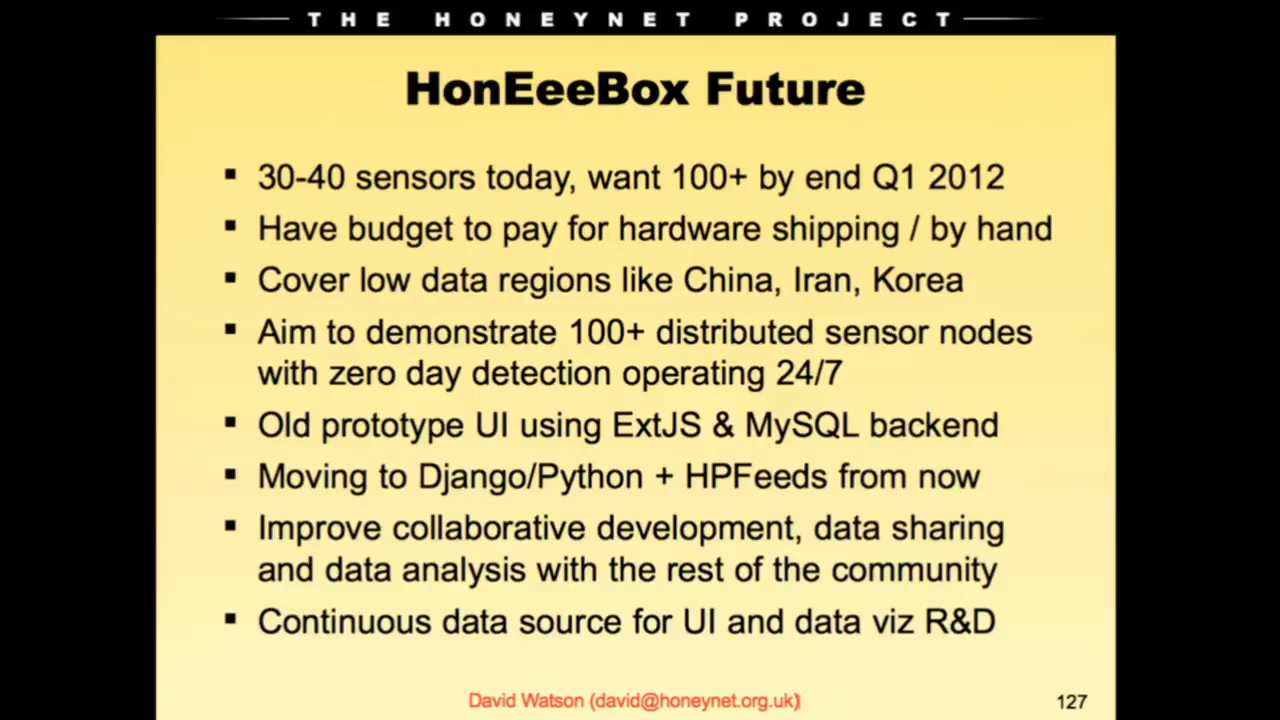 THE HONEYNET PROJECT
HonEeeBox Future
▪ 30-40 sensors today, want 100+ by end Q1 2012
▪ Have budget to pay for hardware shipping / by hand
▪ Cover low data regions like China, Iran, Korea
▪ Aim to demonstrate 100+ distributed sensor nodes
with zero day detection operating 24/7
▪ Old prototype UI using ExtJS & MySQL backend
▪ Moving to Django/Python + HPFeeds from now
▪ Improve collaborative development, data sharing
and data analysis with the rest of the community
▪ Continuous data source for UI and data viz R&D
David Watson (david@honeynet.org.uk)
127